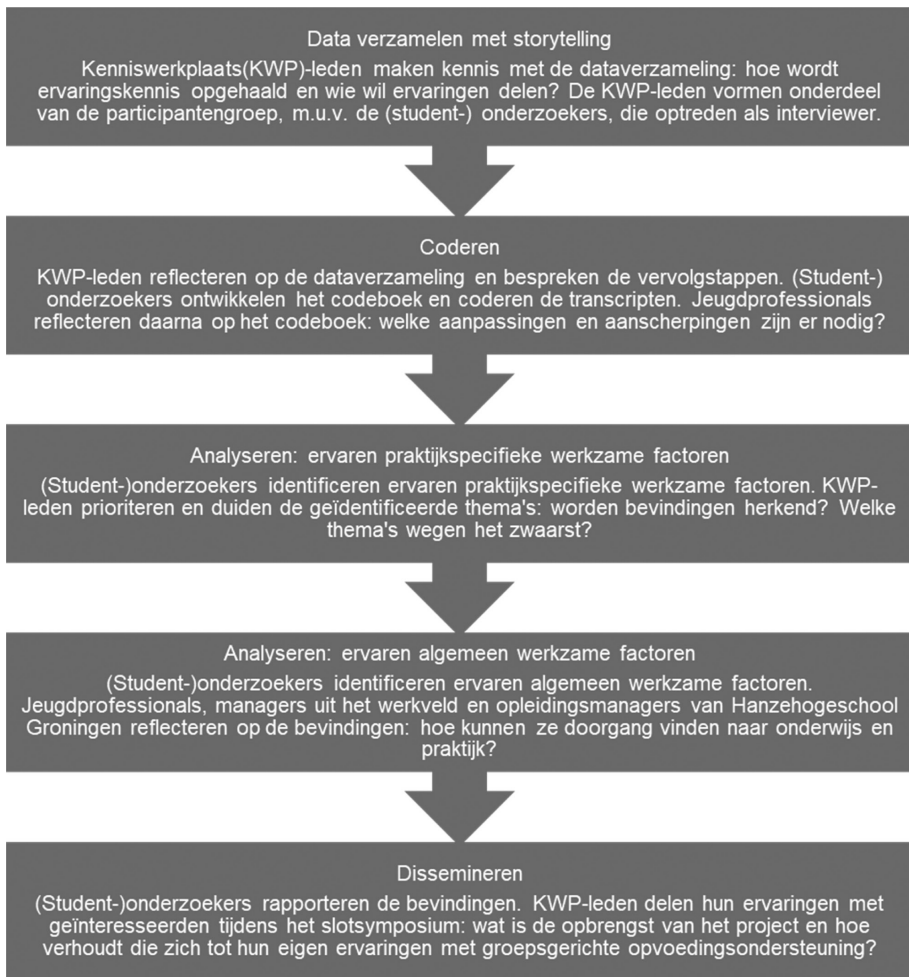 Data verzamelen met storytelling
Kenniswerkplaats(KWP)-leden maken kennis met de dataverzameling: hoe wordt
ervaringskennis opgehaald en wie wil ervaringen delen? De KWP-leden vormen onderdeel
van de participantengroep, m.u.v. de (student-) onderzoekers, die optreden als interviewer.
Coderen
KWP-leden reflecteren op de dataverzameling en bespreken de vervolgstappen. (Student-)
onderzoekers ontwikkelen het codeboek en coderen de transcripten. Jeugdprofessionals
reflecteren daarna op het codeboek: welke aanpassingen en aanscherpingen zijn er nodig?
Analyseren: ervaren praktijkspecifieke werkzame factoren
(Student-)onderzoekers identificeren ervaren praktijkspecifieke werkzame factoren. KWP-
leden prioriteren en duiden de geïdentificeerde thema's: worden bevindingen herkend? Welke
thema's wegen het zwaarst?
Analyseren: ervaren algemeen werkzame factoren
(Student-)onderzoekers identificeren ervaren algemeen werkzame factoren.
Jeugdprofessionals, managers uit het werkveld en opleidingsmanagers van Hanzehogeschool
Groningen reflecteren op de bevindingen: hoe kunnen ze doorgang vinden naar onderwijs en
praktijk?
Dissemineren
(Student-)onderzoekers rapporteren de bevindingen. KWP-leden delen hun ervaringen met
geïnteresseerden tijdens het slotsymposium: wat is de opbrengst van het project en hoe
verhoudt die zich tot hun eigen ervaringen met groepsgerichte opvoedingsondersteuning?